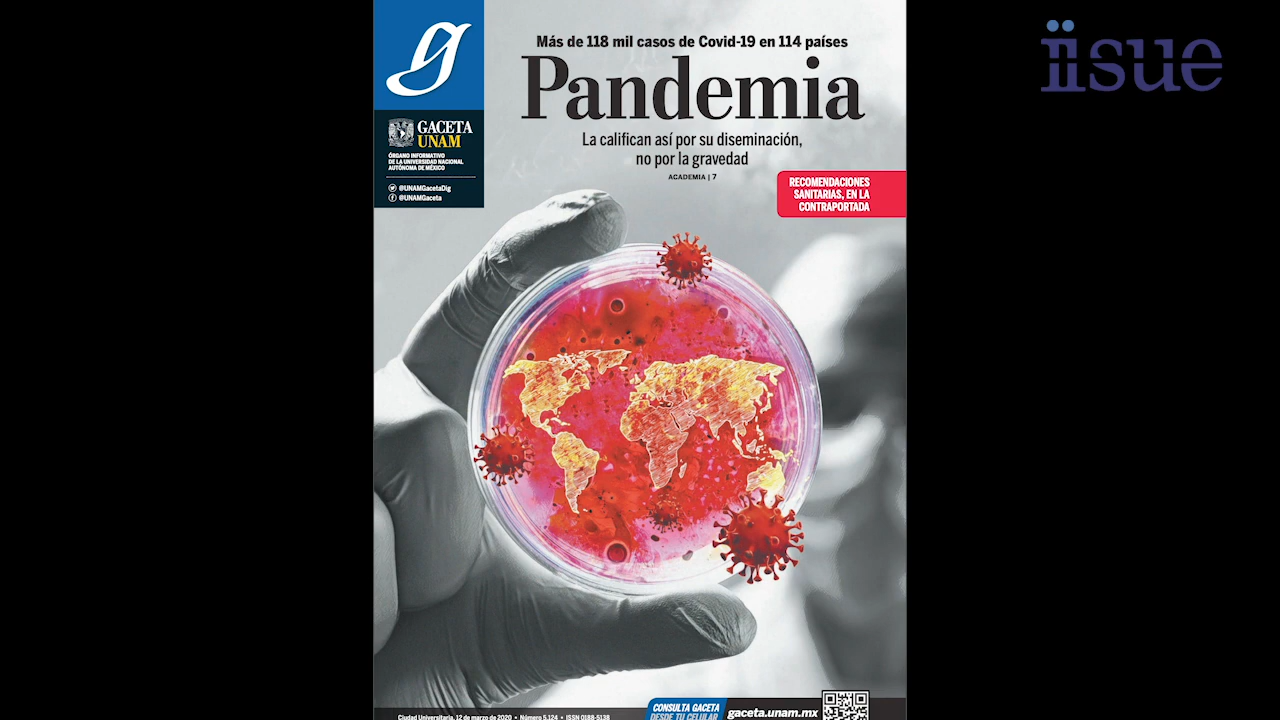 iisue
Más de 118 mil casos de Covid-19 en 114 países
Pandemia
La califican así por su diseminación,
no por la gravedad
ACADEMIA | 7
g
GACETA
UNAM
ÓRGANO INFORMATIVO
DE LA UNIVERSIDAD NACIONAL
AUTÓNOMA DE MÉXICO
@UNAMGacetaDig
@UNAMGaceta
RECOMENDACIONES
SANITARIAS, EN LA
CONTRAPORTADA
Ciudad Universitaria, 12 de marzo de 2020 • Número 5,124 • ISSN 0188-5138
CONSULTA GACETA
DESDE TU CELULAR
gaceta.unam.mx